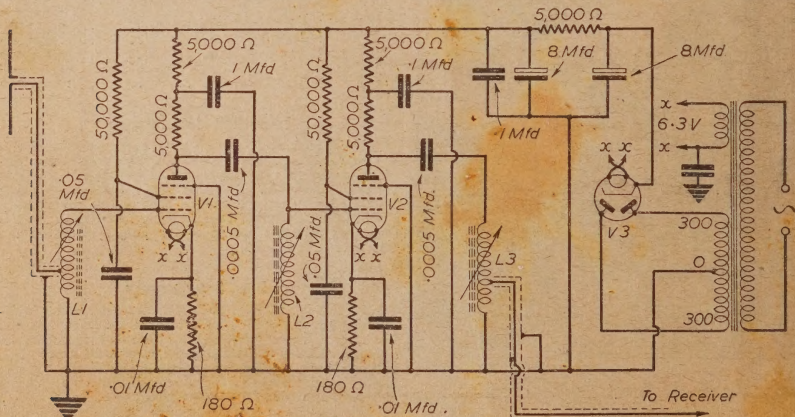 5,000 Ω
5,000 Ω
5,000 Ω
.1 Mfd
.1 Mfd
8 Mfd
8 Mfd
50,000 Ω
5,000 Ω
50,000 Ω
5,000 Ω
.1 Mfd
x
6·3 V
x
.05
Mfd
V1
.0005 Mfd
V2
.0005 Mfd.
x x
V3
300
0
300
x x
x x
L1
L2
.05 Mfd.
L3
.01 Mfd
180 Ω
180 Ω
.01 Mfd.
To Receiver